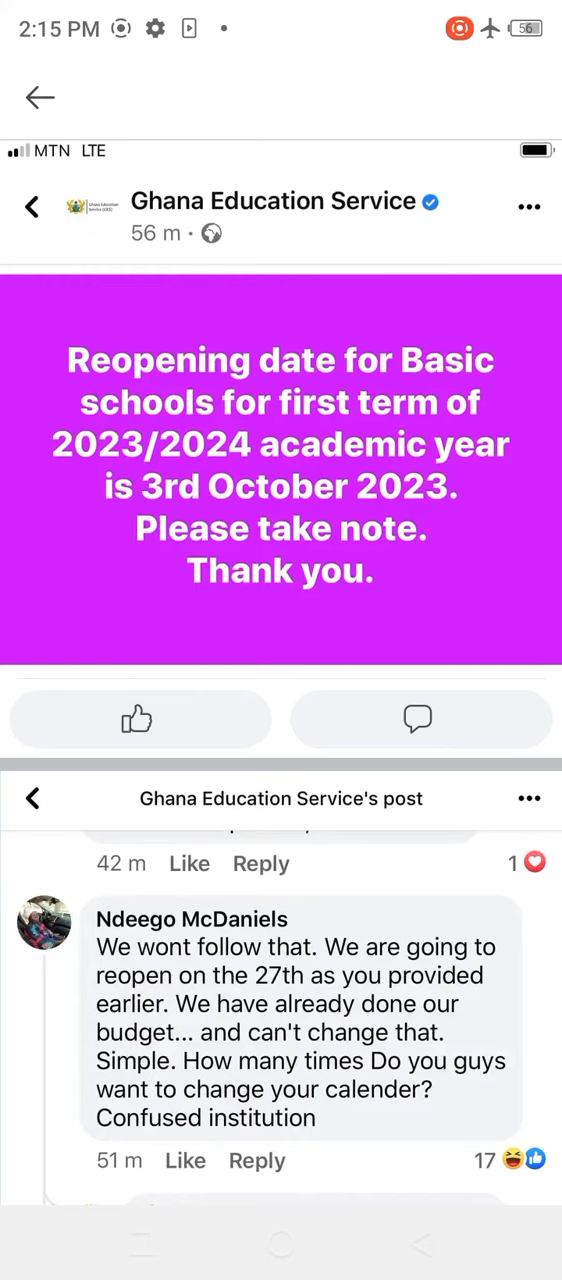 2:15 PM
56
MTN LTE
Ghana Education Service
56 m
Reopening date for Basic
schools for first term of
2023/2024 academic year
is 3rd October 2023.
Please take note.
Thank you.
Ghana Education Service's post
42 m Like Reply 1
Ndeego McDaniels
We wont follow that. We are going to
reopen on the 27th as you provided
earlier. We have already done our
budget... and can't change that.
Simple. How many times Do you guys
want to change your calender?
Confused institution
51 m Like Reply 17